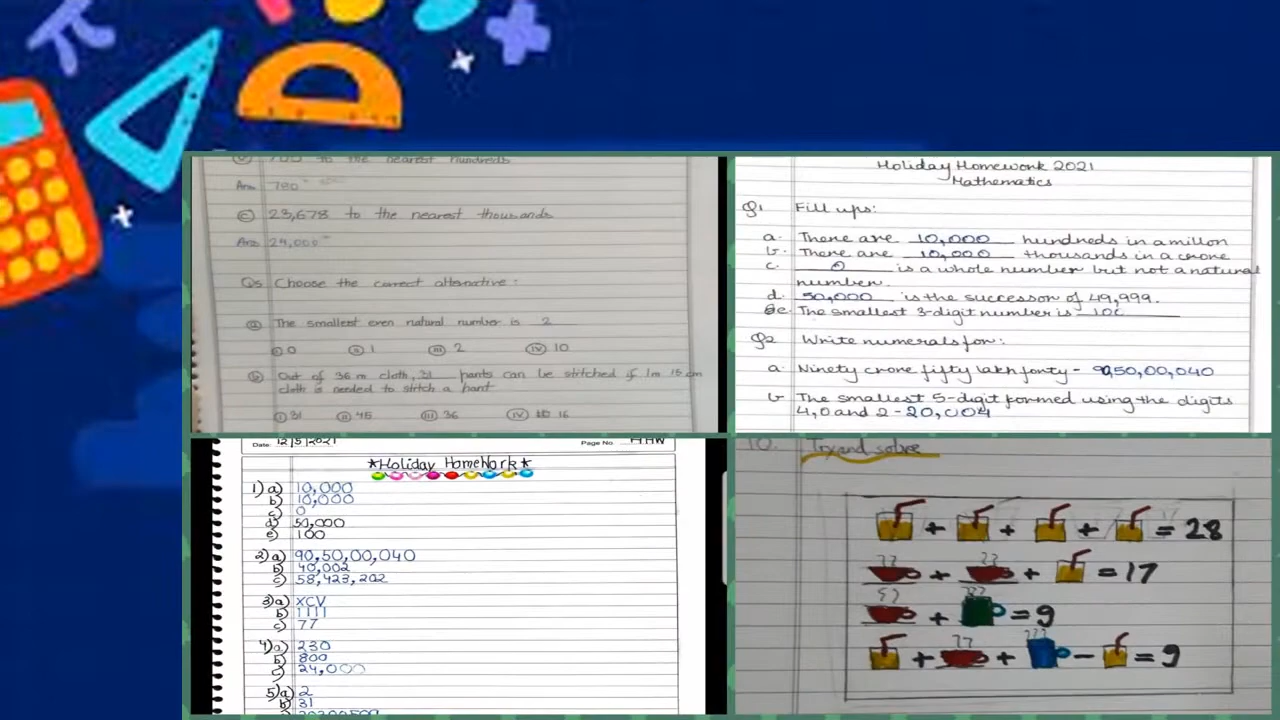 to the nearest hundreds
Ans 780
(c) 23,678 to the nearest thousands
Ans 24,000
Q5 Choose the correct alternative:
(a) The smallest even natural number is 2
(i) 0 (ii) 1 (iii) 2 (iv) 10
(b) Out of 36 m cloth, 31 pants can be stitched if 1m 15 cm
cloth is needed to stitch a pant
(i) 31 (ii) 45 (iii) 36 (iv) 16
Holiday Homework 2021
Mathematics
Q1 Fill ups:
a. There are 10,000 hundreds in a millon
b. There are 10,000 thousands in a crore
c. 0 is a whole number but not a natural
number.
d. 50,000 is the successor of 49,999.
e. The smallest 3-digit number is 100
Q2 Write numerals for:
a. Ninety crore fifty lakh forty - 90,50,00,040
b. The smallest 5-digit formed using the digits
4,0 and 2 - 20,004
Date: 12/5/2021 Page No. HHW
*Holiday HomeWork*
1) a) 10,000
b) 10,000
c) 0
d) 50,000
e) 100
2) a) 90,50,00,040
b) 40,002
c) 58,423,202
3) a) XCV
b) 1111
c) 77
4) a) 230
b) 800
c) 24,000
5) a) 2
b) 31
10. Try and solve
+ + + = 28
+ + = 17
+ = 9
+ + - = 9